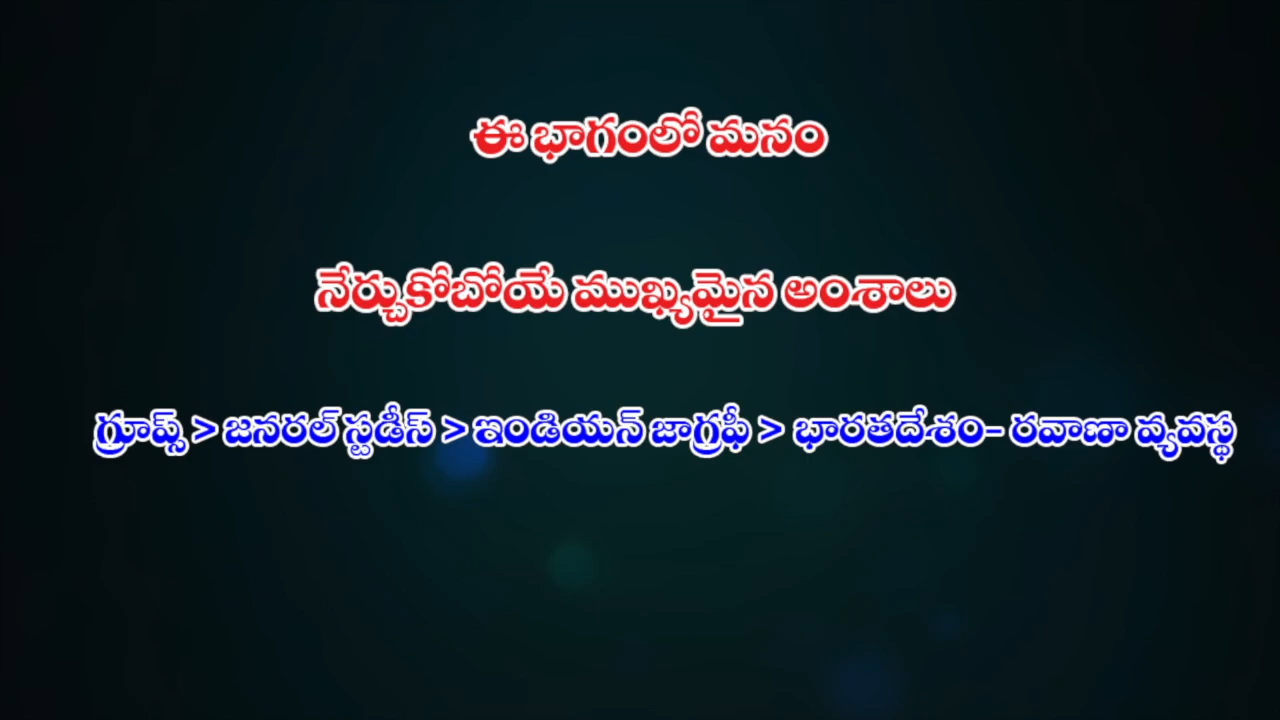 ఈ భాగంలో మనం
నేర్చుకోబోయే ముఖ్యమైన అంశాలు
గ్రూప్స్ > జనరల్ స్టడీస్ > ఇండియన్ జాగ్రఫీ > భారతదేశం- రవాణా వ్యవస్థ